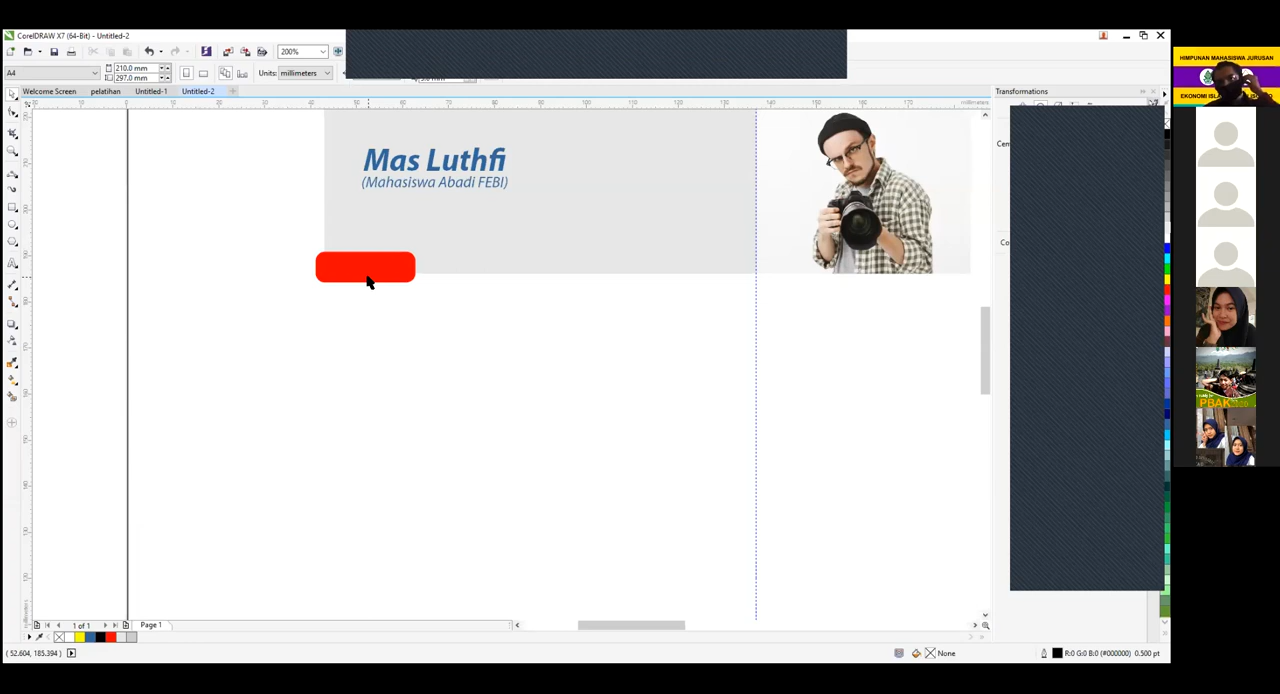 CorelDRAW X7 (64-Bit) - Untitled-2
200%
A4
210.0 mm
297.0 mm
Units: millimeters
Welcome Screen
pelatihan
Untitled-1
Untitled-2
Transformations
millimeters
Mas Luthfi
(Mahasiswa Abadi FEBI)
1 of 1
Page 1
( 52.604, 185.394 )
None
R:0 G:0 B:0 (#000000) 0.500 pt
HIMPUNAN MAHASISWA JURUSAN
EKONOMI
PBAK